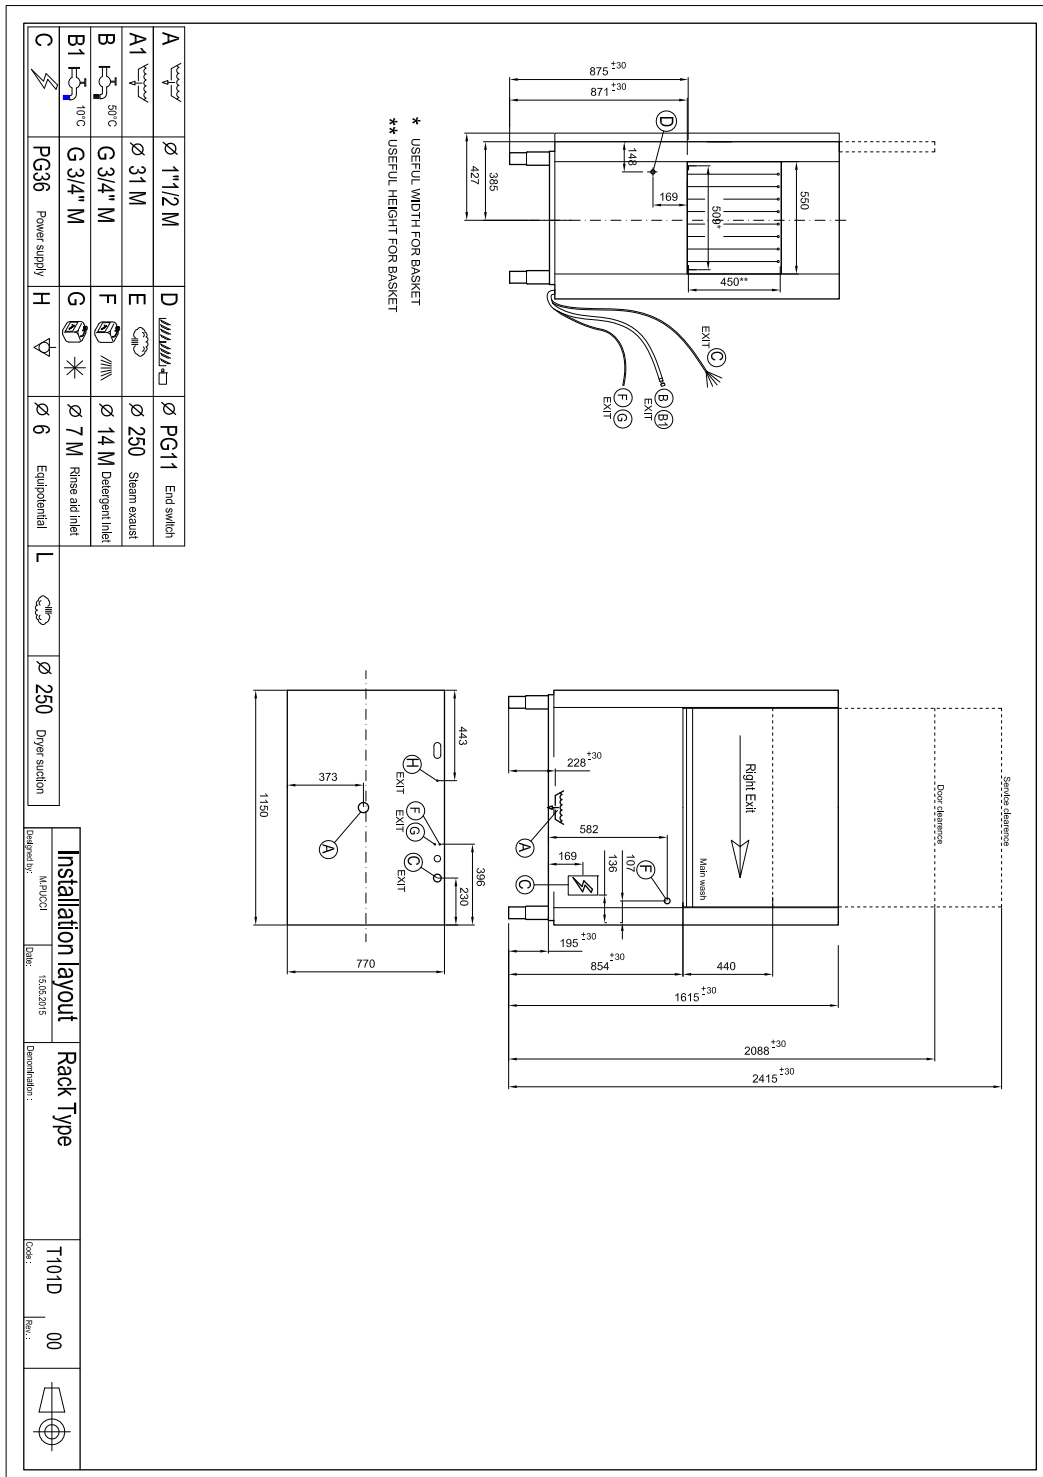 875 ±30
871 ±30
D
148
169
385
427
550
509*
450**
C
EXIT
B B1
EXIT
F G
EXIT
* USEFUL WIDTH FOR BASKET
** USEFUL HEIGHT FOR BASKET
Service clearence
Door clearence
Right Exit
Main wash
228 ±30
A
582
169
C
136
107
F
195 ±30
854 ±30
440
1615 ±30
2088 ±30
2415 ±30
443
H
EXIT
F G
EXIT
C
EXIT
373
A
396
230
1150
770
A Ø 1"1/2 M D Ø PG11 End switch
A1 Ø 31 M E Ø 250 Steam exaust
B 50°C G 3/4" M F Ø 14 M Detergent inlet
B1 10°C G 3/4" M G Ø 7 M Rinse aid inlet
C PG36 Power supply H Ø 6 Equipotential L Ø 250 Dryer suction
Installation layout
Designed by: M.PUCCI
Date: 15.05.2015
Rack Type
Denomination :
T101D
Code :
00
Rev. :